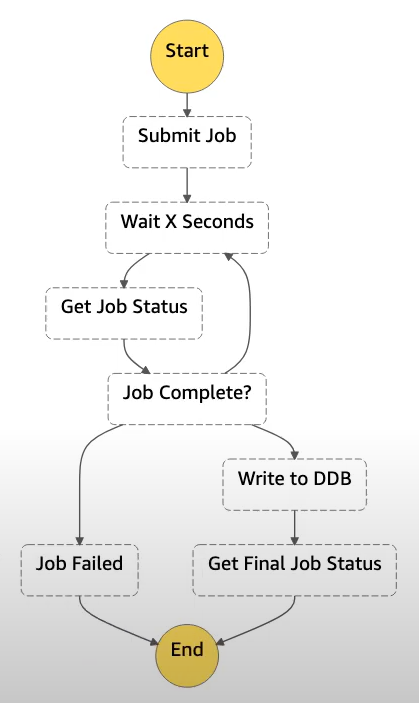 Start
Submit Job
Wait X Seconds
Get Job Status
Job Complete?
Write to DDB
Job Failed
Get Final Job Status
End